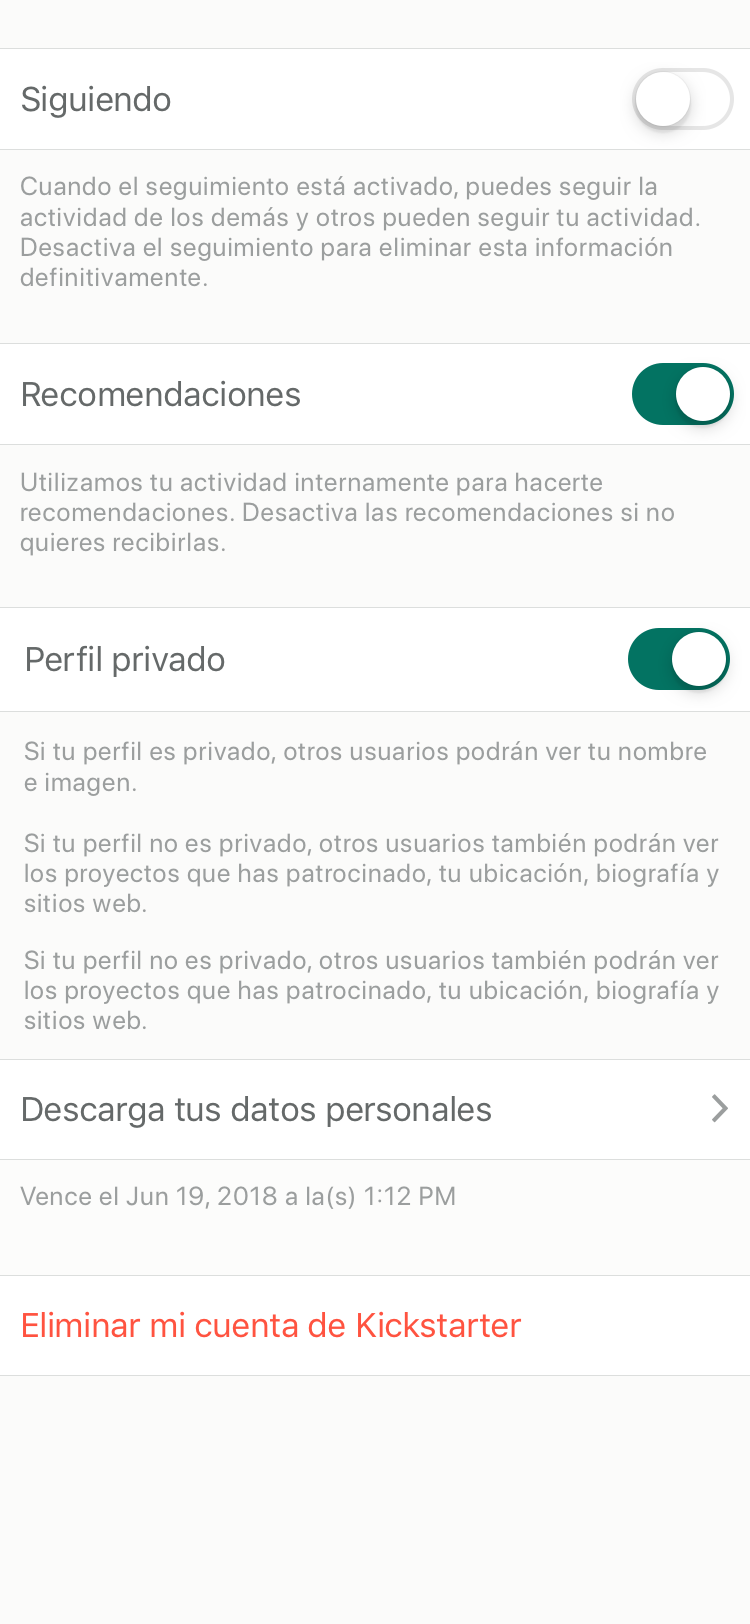 Siguiendo
Cuando el seguimiento está activado, puedes seguir la
actividad de los demás y otros pueden seguir tu actividad.
Desactiva el seguimiento para eliminar esta información
definitivamente.
Recomendaciones
Utilizamos tu actividad internamente para hacerte
recomendaciones. Desactiva las recomendaciones si no
quieres recibirlas.
Perfil privado
Si tu perfil es privado, otros usuarios podrán ver tu nombre
e imagen.
Si tu perfil no es privado, otros usuarios también podrán ver
los proyectos que has patrocinado, tu ubicación, biografía y
sitios web.
Si tu perfil no es privado, otros usuarios también podrán ver
los proyectos que has patrocinado, tu ubicación, biografía y
sitios web.
Descarga tus datos personales
Vence el Jun 19, 2018 a la(s) 1:12 PM
Eliminar mi cuenta de Kickstarter